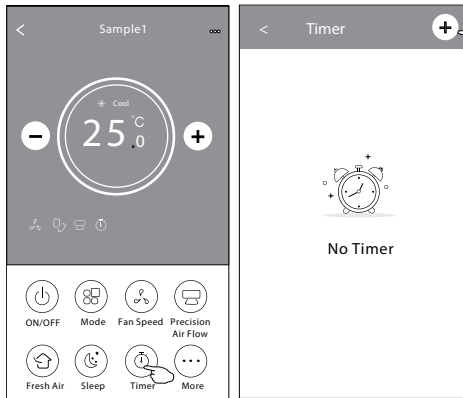 < Sample1
Cool
25.0 °C
ON/OFF Mode Fan Speed Precision Air Flow
Fresh Air Sleep Timer More
< Timer +
No Timer